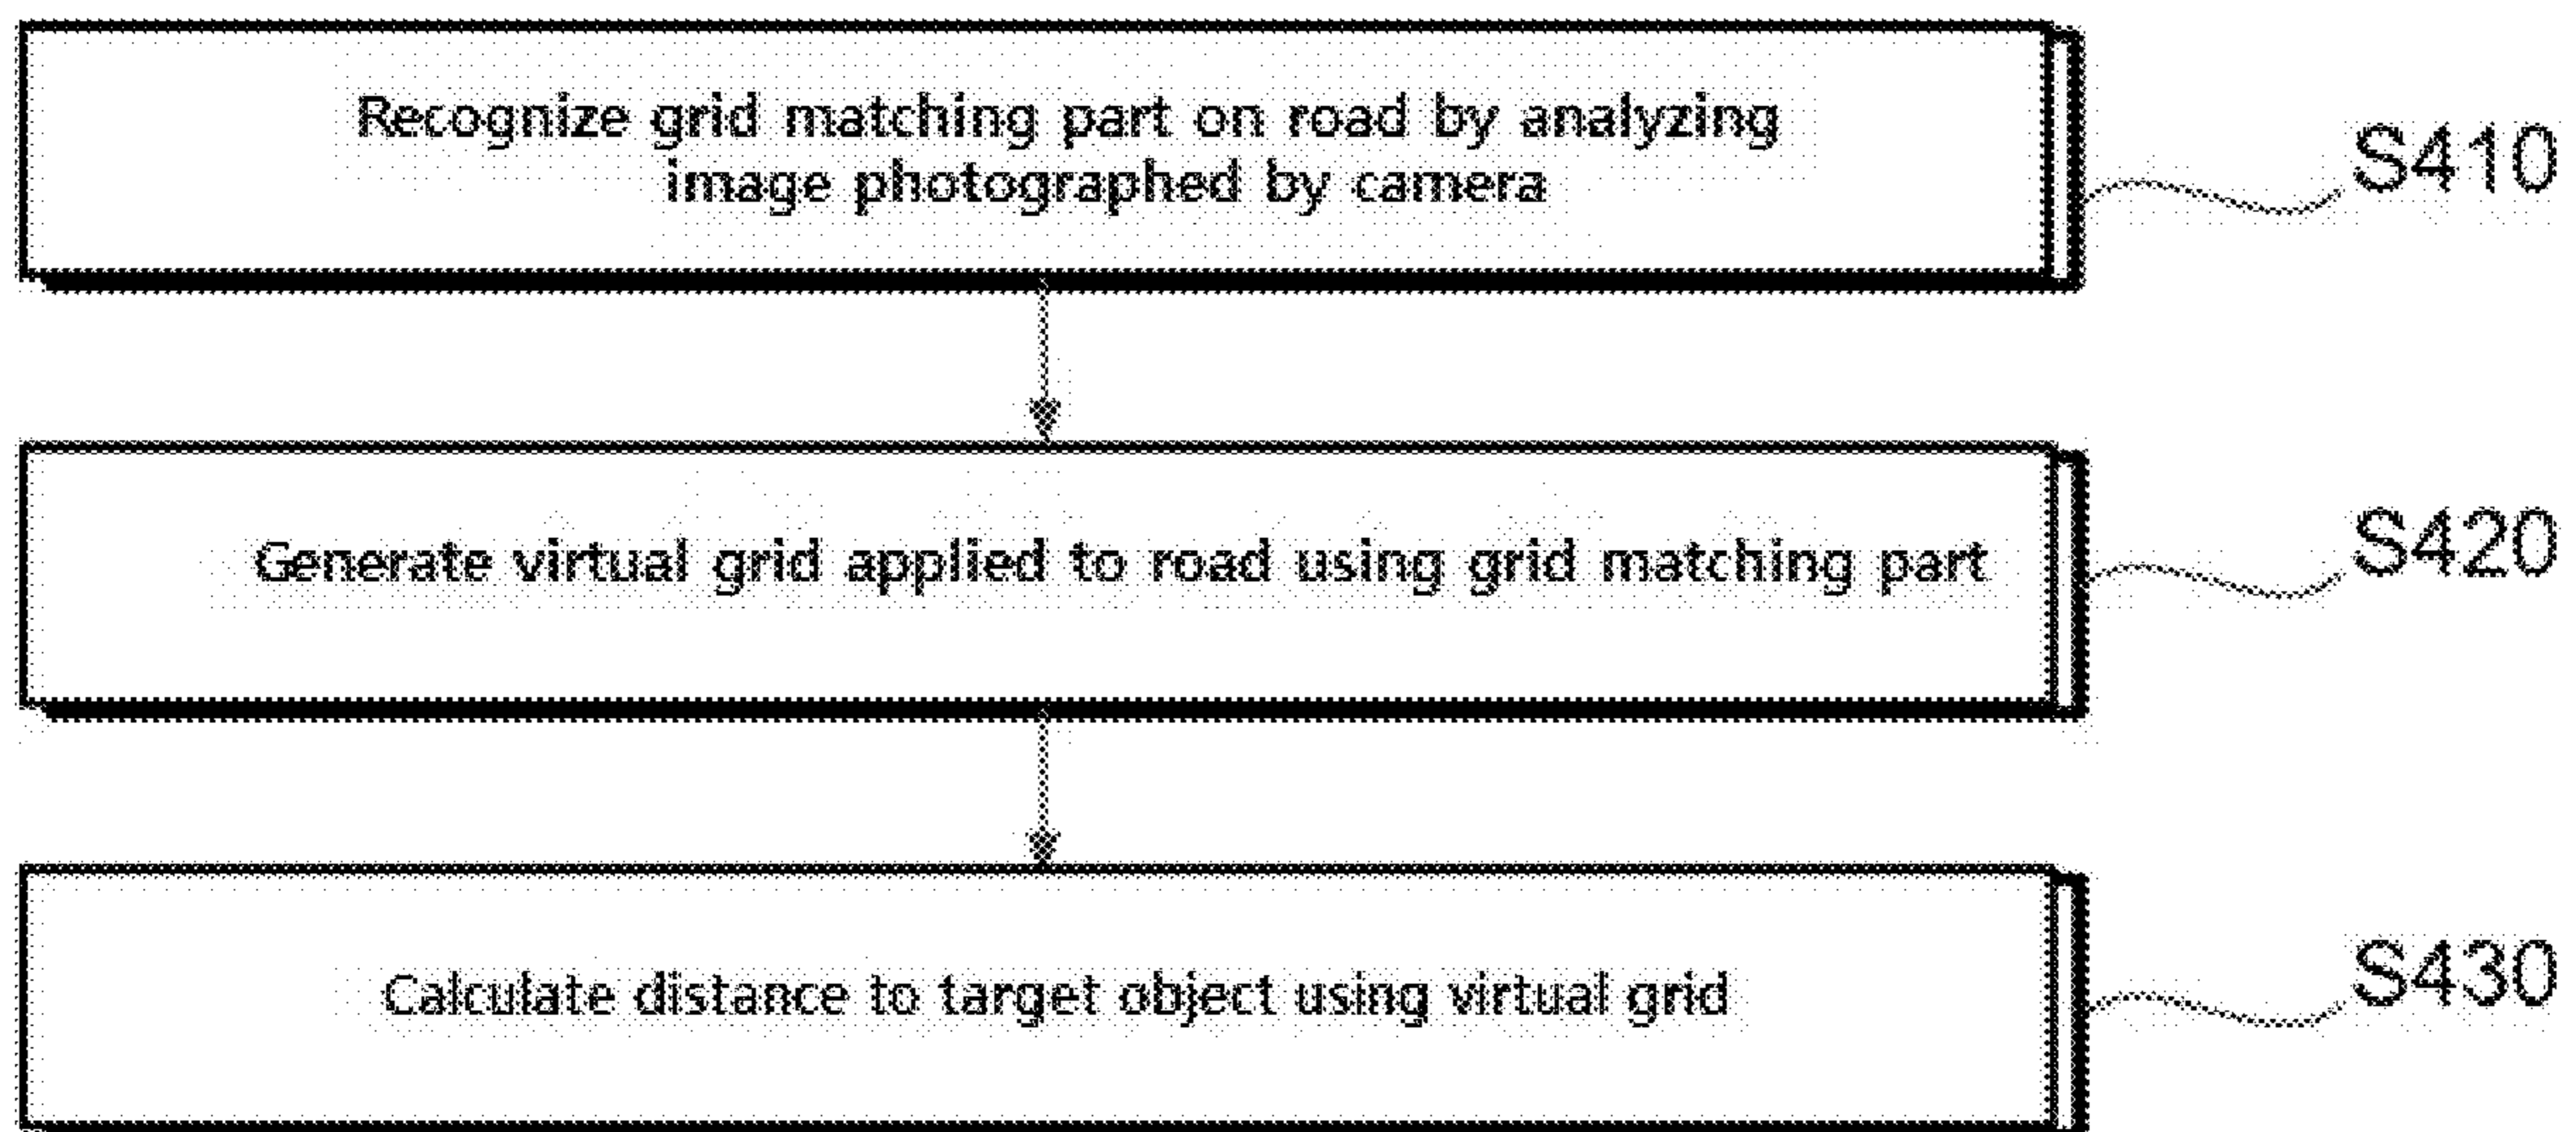 Recognize grid matching part on road by analyzing
image photographed by camera
S410
Generate virtual grid applied to road using grid matching part
S420
Calculate distance to target object using virtual grid
S430